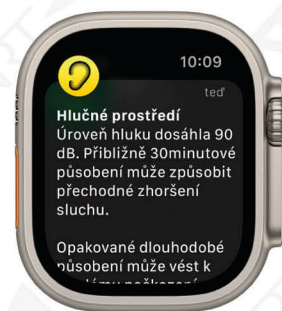 10:09
teď
Hlučné prostředí
Úroveň hluku dosáhla 90
dB. Přibližně 30minutové
působení může způsobit
přechodné zhoršení
sluchu.
Opakované dlouhodobé
působení může vést k